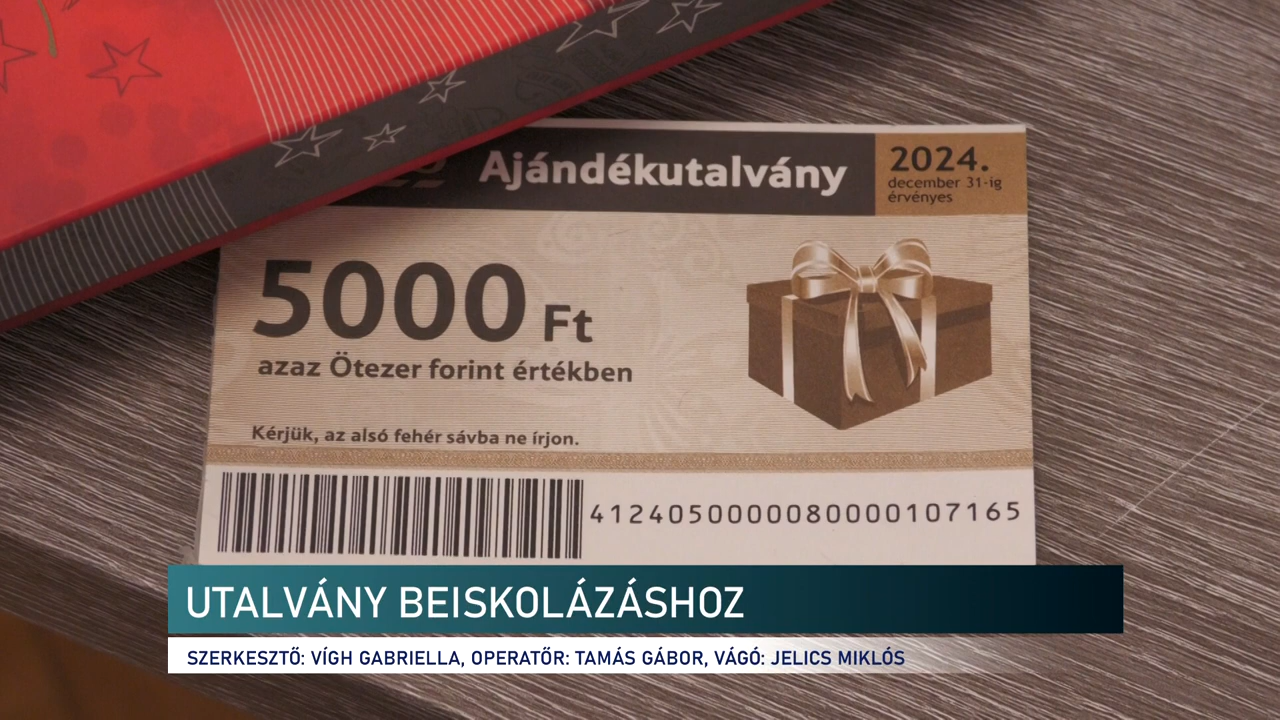 Ajándékutalvány
2024.
december 31-ig
érvényes
5000 Ft
azaz Ötezer forint értékben
Kérjük, az alsó fehér sávba ne írjon.
4124050000080000107165
UTALVÁNY BEISKOLÁZÁSHOZ
SZERKESZTŐ: VÍGH GABRIELLA, OPERATŐR: TAMÁS GÁBOR, VÁGÓ: JELICS MIKLÓS